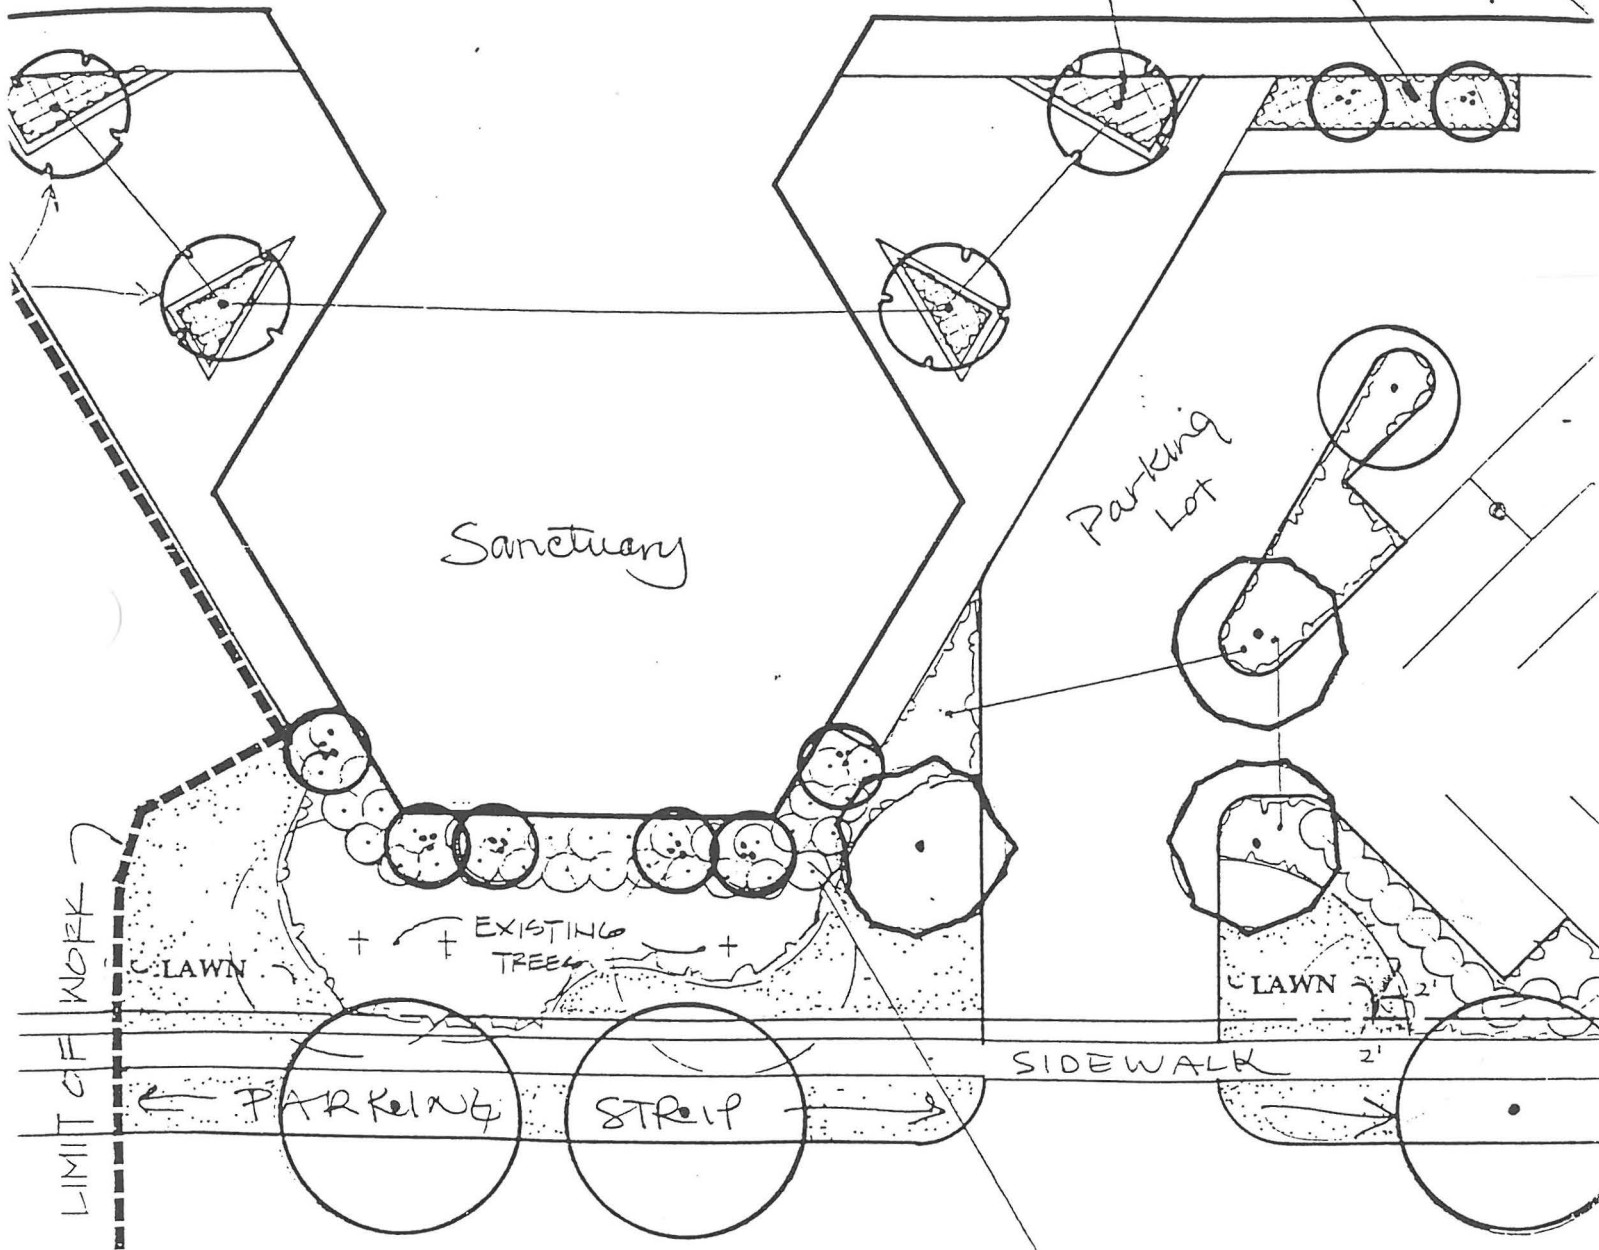 Sanctuary
Parking
Lot
EXISTING
TREES
LAWN
LAWN
2'
2'
SIDEWALK
PARKING STRIP
LIMIT OF WORK